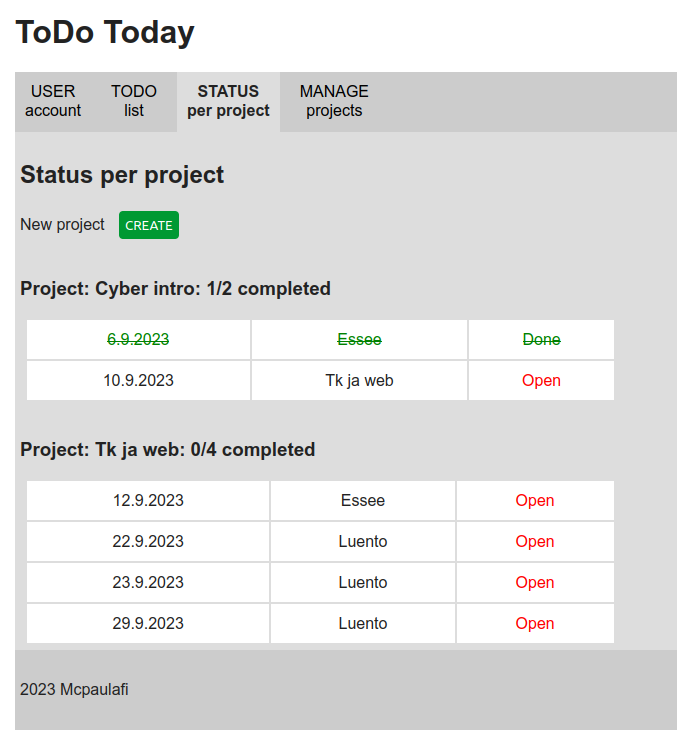 ToDo Today
USER account
TODO list
STATUS per project
MANAGE projects
Status per project
New project CREATE
Project: Cyber intro: 1/2 completed
6.9.2023 Essee Done
10.9.2023 Tk ja web Open
Project: Tk ja web: 0/4 completed
12.9.2023 Essee Open
22.9.2023 Luento Open
23.9.2023 Luento Open
29.9.2023 Luento Open
2023 Mcpaulafi